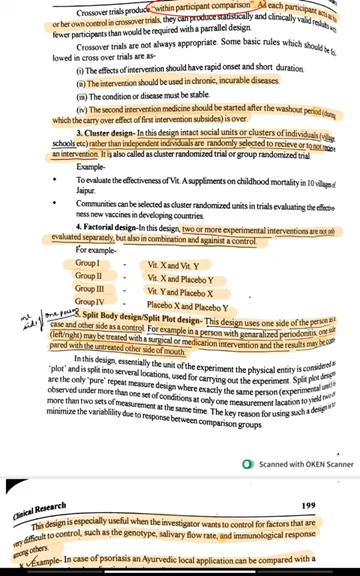 Crossover trials produce "within participant comparison". As each participant acts as his
or her own control in crossover trials, they can produce statistically and clinically valid results with
fewer participants than would be required with a parrallel design.
Crossover trials are not always appropriate. Some basic rules which should be fol-
lowed in cross over trials are as-
(i) The effects of intervention should have rapid onset and short duration.
(ii) The intervention should be used in chronic, incurable diseases.
(iii) The condition or disease must be stable.
(iv) The second intervention medicine should be started after the washout period (during
which the carry over effect of first intervention subsides) is over.
3. Cluster design- In this design intact social units or clusters of individuals (village,
schools etc) rather than independent individuals are randomly selected to recieve or to not receive
an intervention. It is also called as cluster randomized trial or group randomized trial.
Example-
• To evaluate the effectiveness of Vit. A suppliments on childhood mortality in 10 villages of
Jaipur.
• Communities can be selected as cluster randomized units in trials evaluating the effective-
ness new vaccines in developing countries.
4. Factorial design- In this design, two or more experimental interventions are not only
evaluated separately, but also in combination and againist a control.
For example-
Group I - Vit. X and Vit. Y
Group II - Vit. X and Placebo Y
Group III - Vit. Y and Placebo X
Group IV - Placebo X and Placebo Y
one side of one person
5. Split Body design/Split Plot design- This design uses one side of the person as a
case and other side as a control. For example in a person with genaralized periodonitis, one side
(left/right) may be treated with a surgical or medication intervention and the results may be com-
pared with the untreated other side of mouth.
In this design, essentially the unit of the experiment the physical entity is considered as
'plot' and is split into serveral locations, used for carrying out the experiment. Split plot designs
are the only 'pure' repeat measure design where exactly the same person (experimental unit) is
observed under more than one set of conditions at only one measurement lacation to yield two or
more than two sets of measurement at the same time. The key reason for using such a design is to
minimize the variablility due to response between comparison groups.
Scanned with OKEN Scanner
Clinical Research 199
This design is especially useful when the investigator wants to control for factors that are
very difficult to control, such as the genotype, salivary flow rate, and immunological response
among others.
Example- In case of psoriasis an Ayurvedic local application can be compared with a